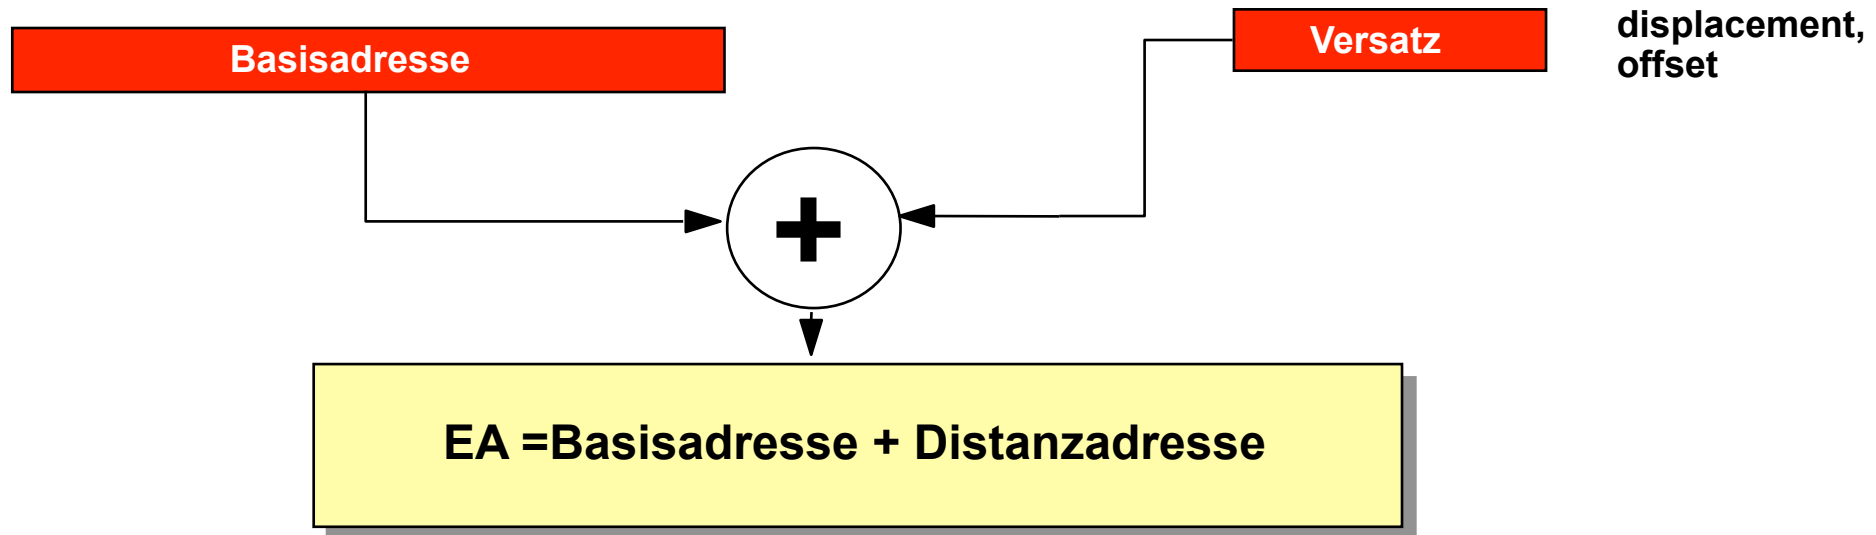 Basisadresse
Versatz
displacement,
offset
+
EA =Basisadresse + Distanzadresse